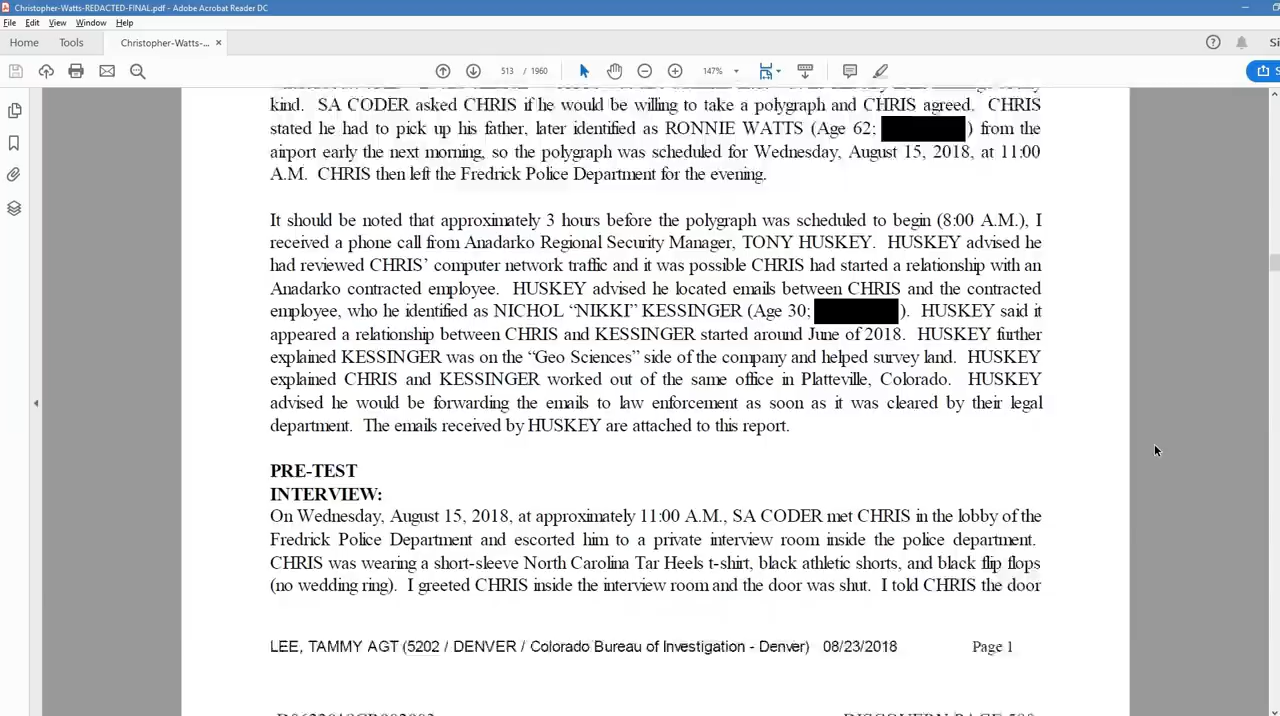 Christopher-Watts-REDACTED-FINAL.pdf - Adobe Acrobat Reader DC
File Edit View Window Help
Home Tools Christopher-Watts-... ×
513 / 1960 147%
kind. SA CODER asked CHRIS if he would be willing to take a polygraph and CHRIS agreed. CHRIS
stated he had to pick up his father, later identified as RONNIE WATTS (Age 62; ) from the
airport early the next morning, so the polygraph was scheduled for Wednesday, August 15, 2018, at 11:00
A.M. CHRIS then left the Fredrick Police Department for the evening.
It should be noted that approximately 3 hours before the polygraph was scheduled to begin (8:00 A.M.), I
received a phone call from Anadarko Regional Security Manager, TONY HUSKEY. HUSKEY advised he
had reviewed CHRIS’ computer network traffic and it was possible CHRIS had started a relationship with an
Anadarko contracted employee. HUSKEY advised he located emails between CHRIS and the contracted
employee, who he identified as NICHOL “NIKKI” KESSINGER (Age 30; ). HUSKEY said it
appeared a relationship between CHRIS and KESSINGER started around June of 2018. HUSKEY further
explained KESSINGER was on the “Geo Sciences” side of the company and helped survey land. HUSKEY
explained CHRIS and KESSINGER worked out of the same office in Platteville, Colorado. HUSKEY
advised he would be forwarding the emails to law enforcement as soon as it was cleared by their legal
department. The emails received by HUSKEY are attached to this report.
PRE-TEST
INTERVIEW:
On Wednesday, August 15, 2018, at approximately 11:00 A.M., SA CODER met CHRIS in the lobby of the
Fredrick Police Department and escorted him to a private interview room inside the police department.
CHRIS was wearing a short-sleeve North Carolina Tar Heels t-shirt, black athletic shorts, and black flip flops
(no wedding ring). I greeted CHRIS inside the interview room and the door was shut. I told CHRIS the door
LEE, TAMMY AGT (5202 / DENVER / Colorado Bureau of Investigation - Denver) 08/23/2018 Page 1